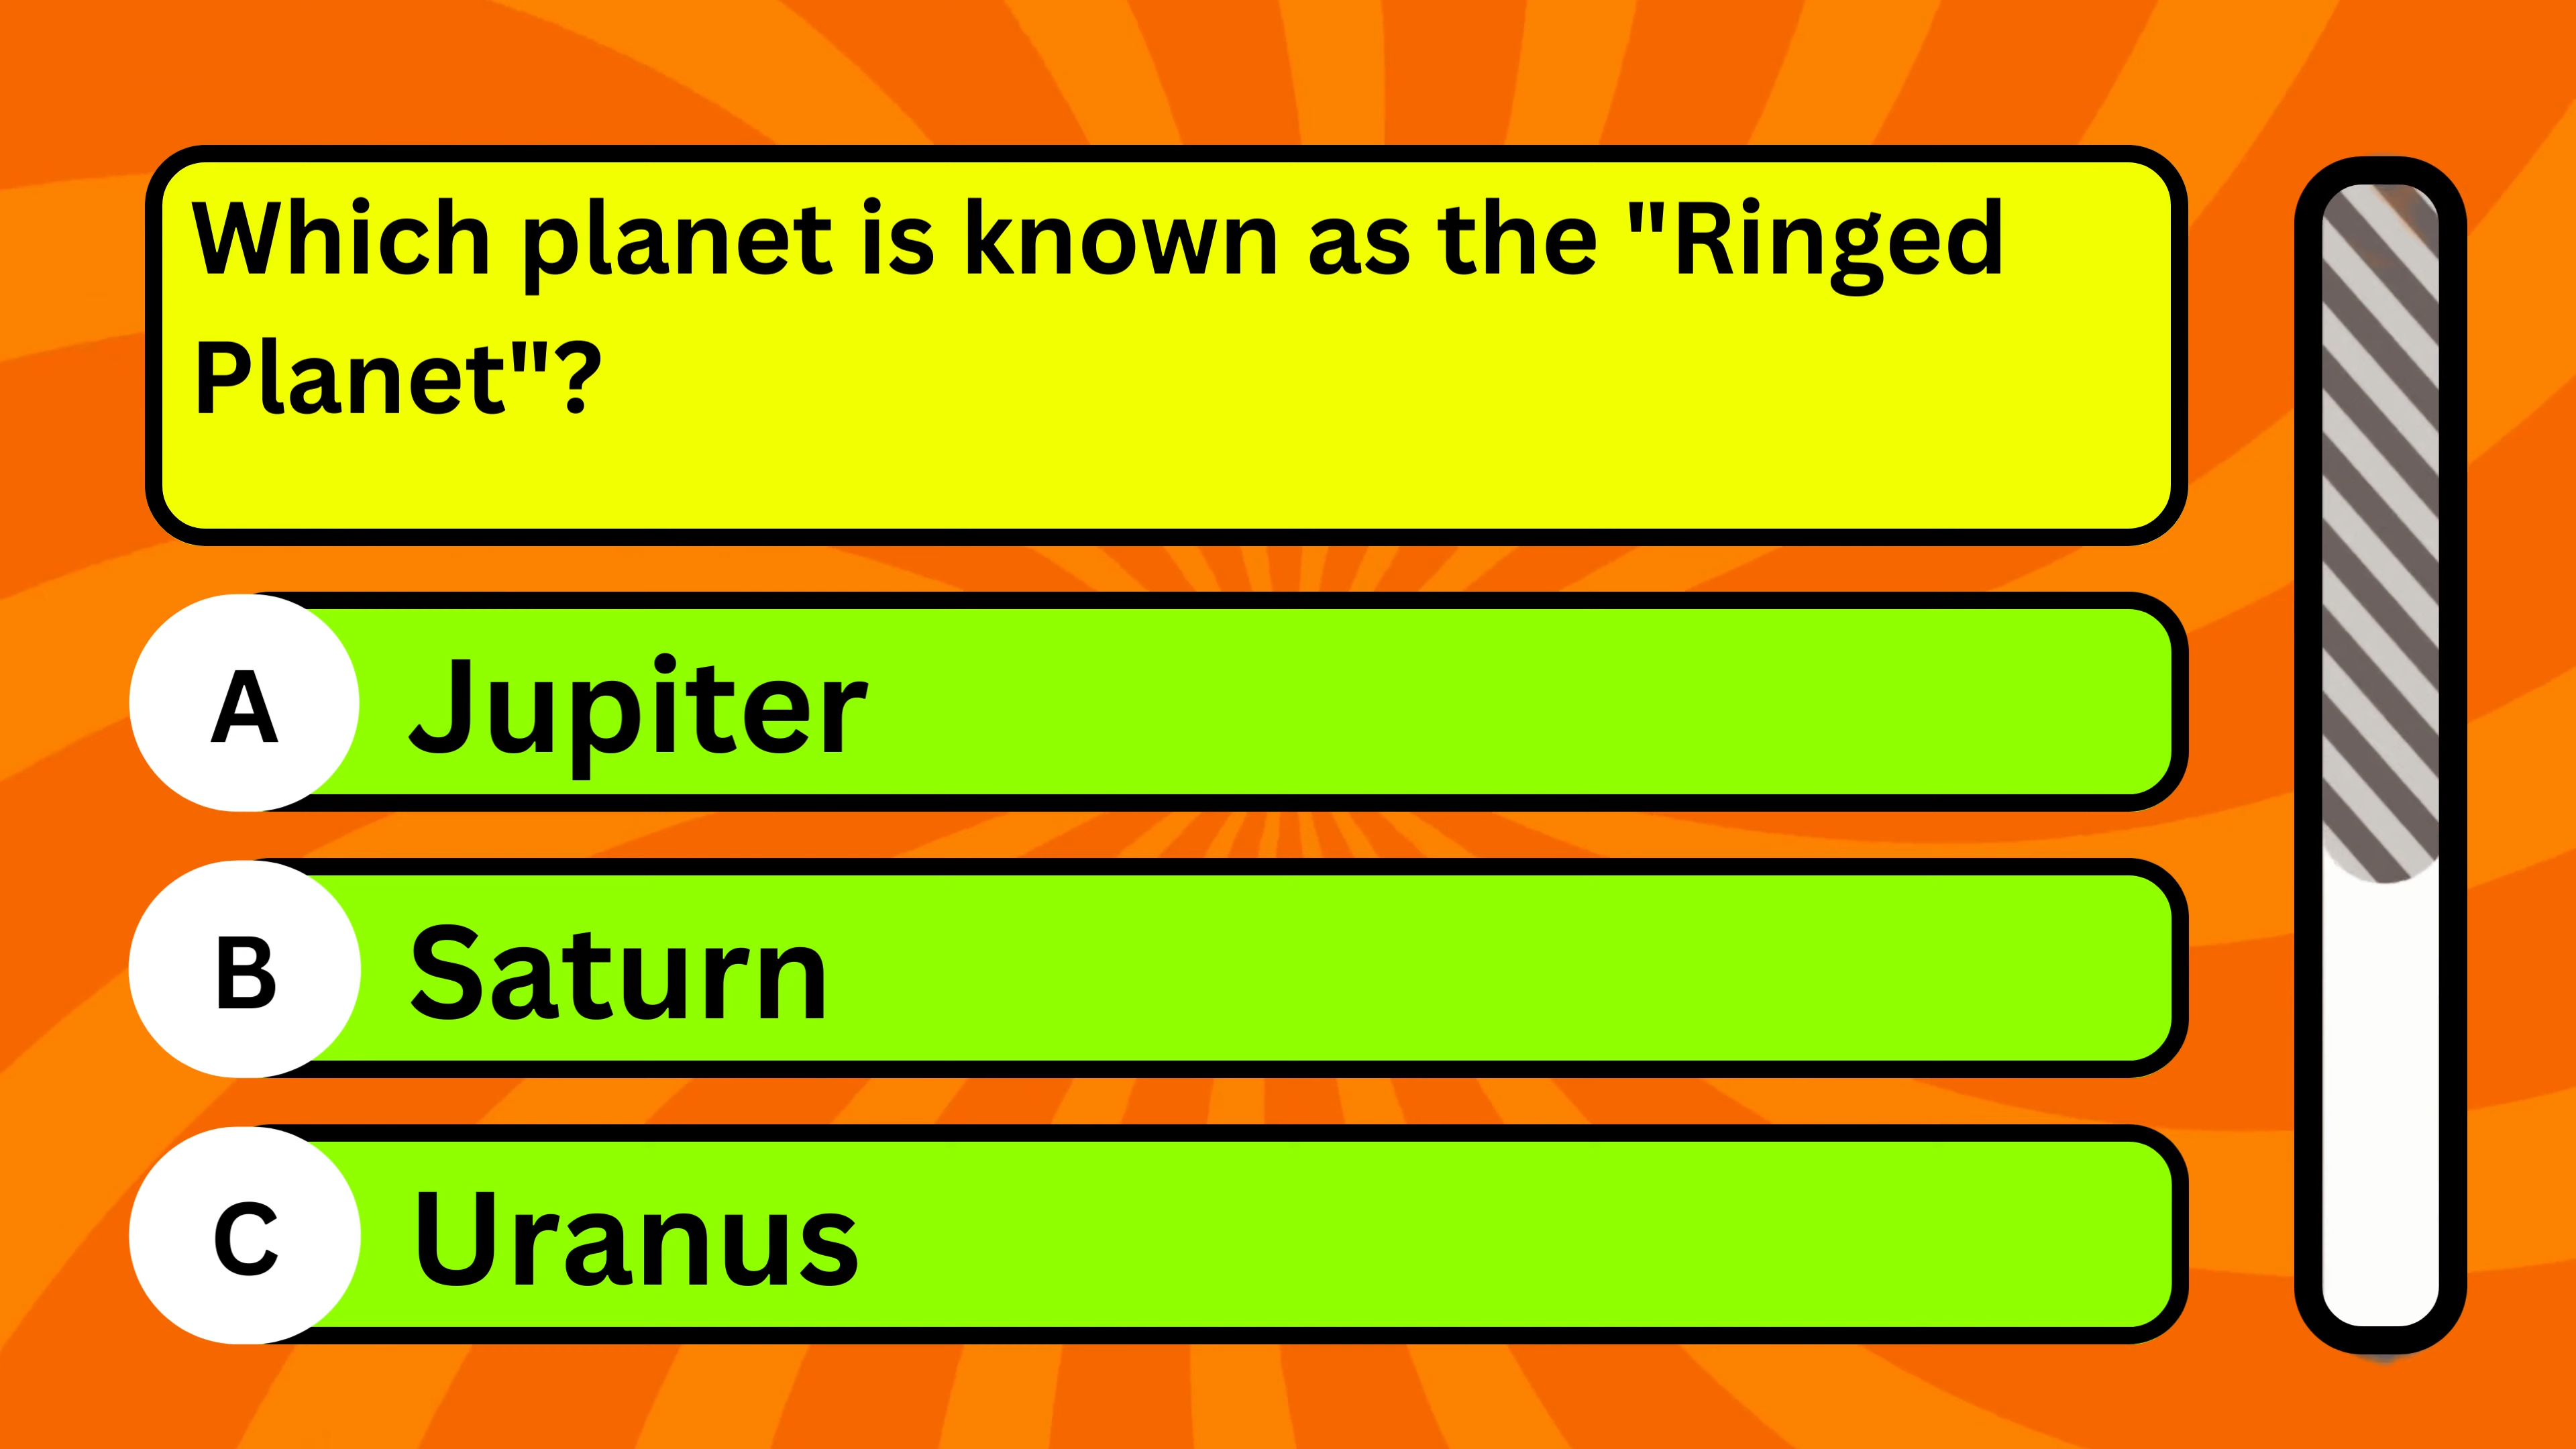 Which planet is known as the "Ringed
Planet"?
A Jupiter
B Saturn
C Uranus